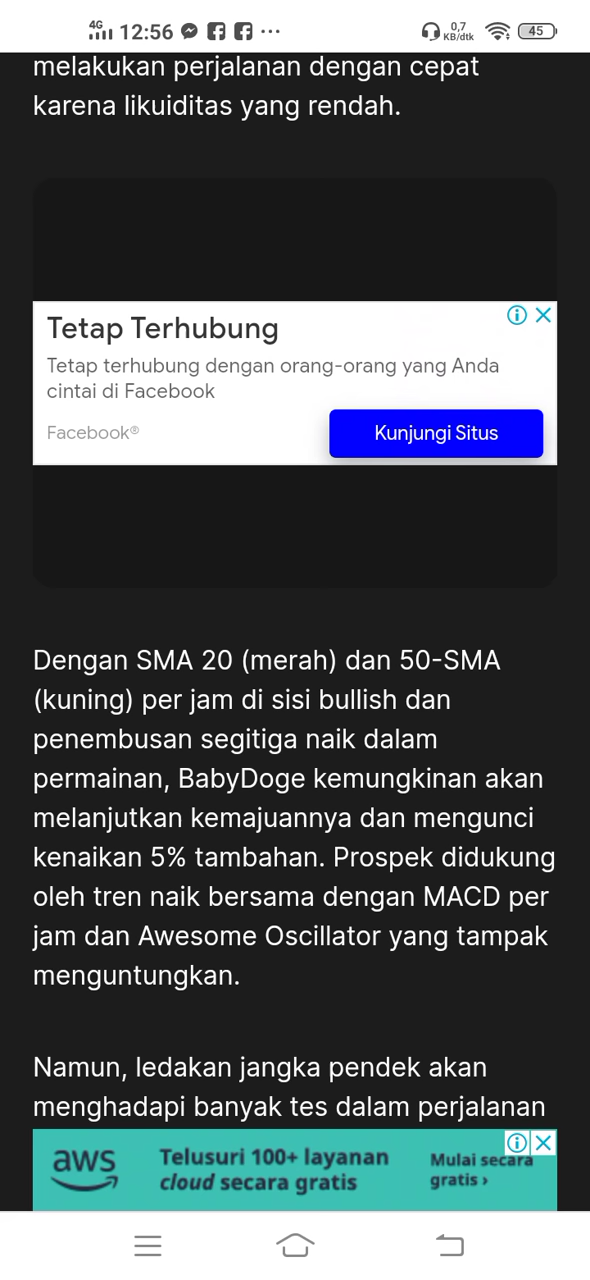 4G 12:56 ... 0,7 KB/dtk 45
melakukan perjalanan dengan cepat
karena likuiditas yang rendah.
Tetap Terhubung
Tetap terhubung dengan orang-orang yang Anda
cintai di Facebook
Facebook®
Kunjungi Situs
Dengan SMA 20 (merah) dan 50-SMA
(kuning) per jam di sisi bullish dan
penembusan segitiga naik dalam
permainan, BabyDoge kemungkinan akan
melanjutkan kemajuannya dan mengunci
kenaikan 5% tambahan. Prospek didukung
oleh tren naik bersama dengan MACD per
jam dan Awesome Oscillator yang tampak
menguntungkan.
Namun, ledakan jangka pendek akan
menghadapi banyak tes dalam perjalanan
aws
Telusuri 100+ layanan
cloud secara gratis
Mulai secara
gratis ›